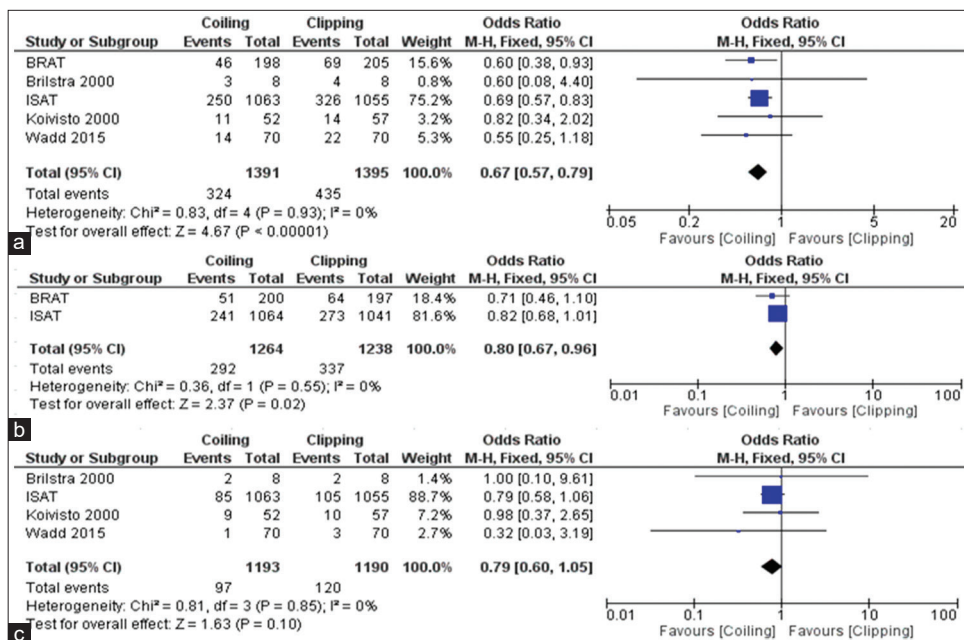 Coiling Clipping Odds Ratio Odds Ratio
Study or Subgroup Events Total Events Total Weight M-H, Fixed, 95% CI M-H, Fixed, 95% CI
BRAT 46 198 69 205 15.6% 0.60 [0.38, 0.93]
Brilstra 2000 3 8 4 8 0.8% 0.60 [0.08, 4.40]
ISAT 250 1063 326 1055 75.2% 0.69 [0.57, 0.83]
Koivisto 2000 11 52 14 57 3.2% 0.82 [0.34, 2.02]
Wadd 2015 14 70 22 70 5.3% 0.55 [0.25, 1.18]
Total (95% CI) 1391 1395 100.0% 0.67 [0.57, 0.79]
Total events 324 435
Heterogeneity: Chi² = 0.83, df = 4 (P = 0.93); I² = 0%
Test for overall effect: Z = 4.67 (P < 0.00001)
0.05 0.2 1 5 20
Favours [Coiling] Favours [Clipping]
a
Coiling Clipping Odds Ratio Odds Ratio
Study or Subgroup Events Total Events Total Weight M-H, Fixed, 95% CI M-H, Fixed, 95% CI
BRAT 51 200 64 197 18.4% 0.71 [0.46, 1.10]
ISAT 241 1064 273 1041 81.6% 0.82 [0.68, 1.01]
Total (95% CI) 1264 1238 100.0% 0.80 [0.67, 0.96]
Total events 292 337
Heterogeneity: Chi² = 0.36, df = 1 (P = 0.55); I² = 0%
Test for overall effect: Z = 2.37 (P = 0.02)
0.01 0.1 1 10 100
Favours [Coiling] Favours [Clipping]
b
Coiling Clipping Odds Ratio Odds Ratio
Study or Subgroup Events Total Events Total Weight M-H, Fixed, 95% CI M-H, Fixed, 95% CI
Brilstra 2000 2 8 2 8 1.4% 1.00 [0.10, 9.61]
ISAT 85 1063 105 1055 88.7% 0.79 [0.58, 1.06]
Koivisto 2000 9 52 10 57 7.2% 0.98 [0.37, 2.65]
Wadd 2015 1 70 3 70 2.7% 0.32 [0.03, 3.19]
Total (95% CI) 1193 1190 100.0% 0.79 [0.60, 1.05]
Total events 97 120
Heterogeneity: Chi² = 0.81, df = 3 (P = 0.85); I² = 0%
Test for overall effect: Z = 1.63 (P = 0.10)
0.01 0.1 1 10 100
Favours [Coiling] Favours [Clipping]
c